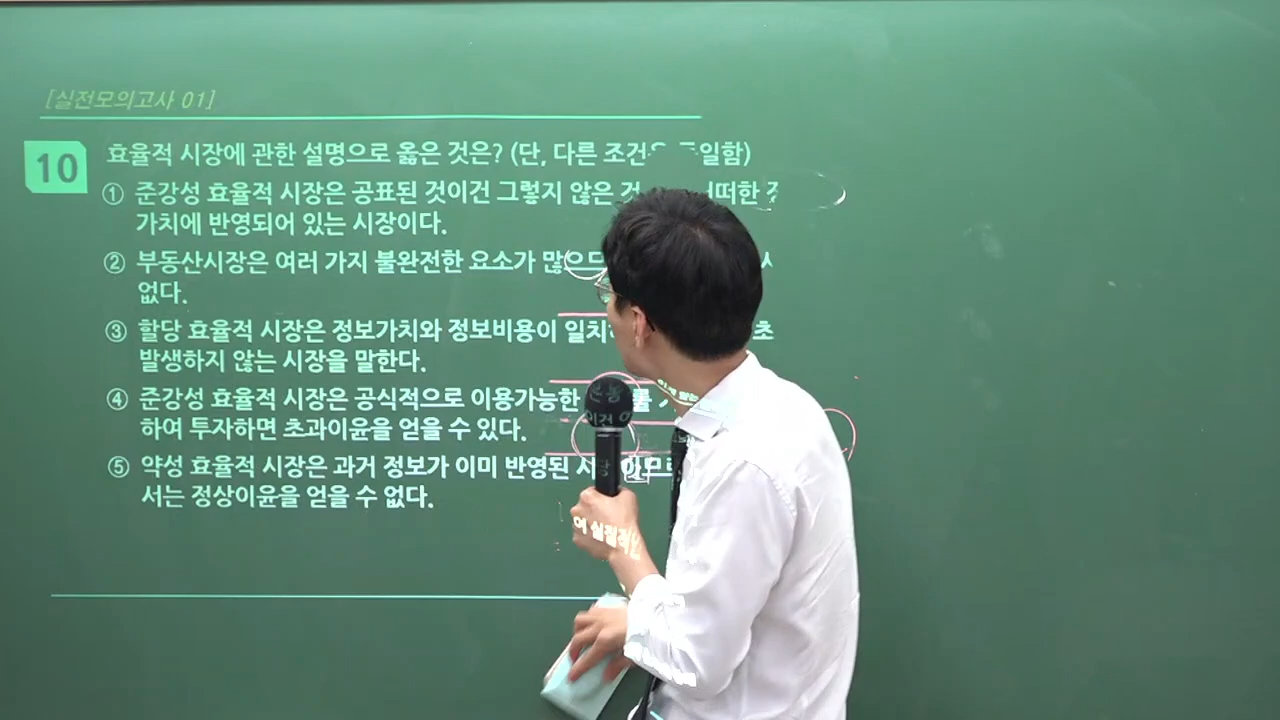 [실전모의고사 01]
10 효율적 시장에 관한 설명으로 옳은 것은? (단, 다른 조건은 동일함)
① 준강성 효율적 시장은 공표된 것이건 그렇지 않은 것
가치에 반영되어 있는 시장이다.
② 부동산시장은 여러 가지 불완전한 요소가 많으므
없다.
③ 할당 효율적 시장은 정보가치와 정보비용이 일치하 초
발생하지 않는 시장을 말한다.
④ 준강성 효율적 시장은 공식적으로 이용가능한
하여 투자하면 초과이윤을 얻을 수 있다.
⑤ 약성 효율적 시장은 과거 정보가 이미 반영된 시장이므로
서는 정상이윤을 얻을 수 없다.